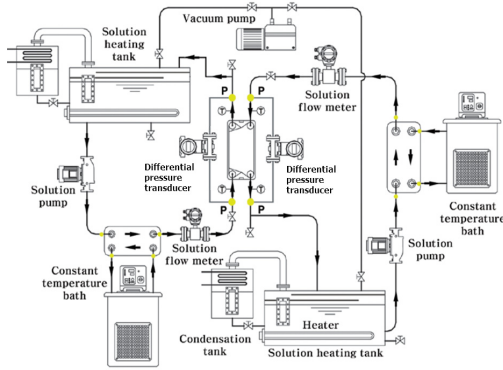 Vacuum pump
Solution
heating
tank
Solution
flow meter
P
P
T
T
Differential
pressure
transducer
Differential
pressure
transducer
T
T
P
P
Solution
pump
Solution
flow meter
Constant
temperature
bath
Solution
pump
Constant
temperature
bath
Condensation
tank
Heater
Solution heating tank